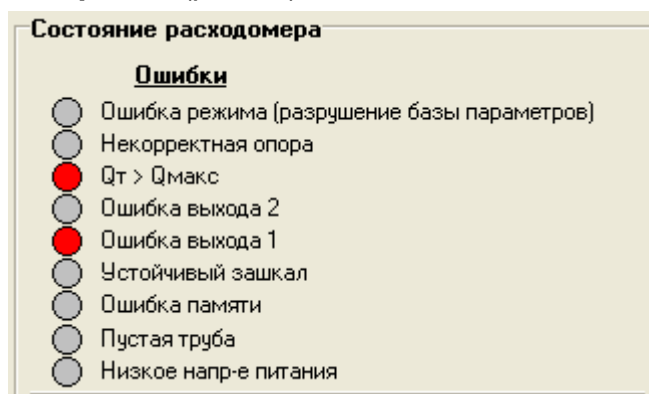 Состояние расходомера
Ошибки
Ошибка режима (разрушение базы параметров)
Некорректная опора
Qт > Qмакс
Ошибка выхода 2
Ошибка выхода 1
Устойчивый зашкал
Ошибка памяти
Пустая труба
Низкое напр-е питания